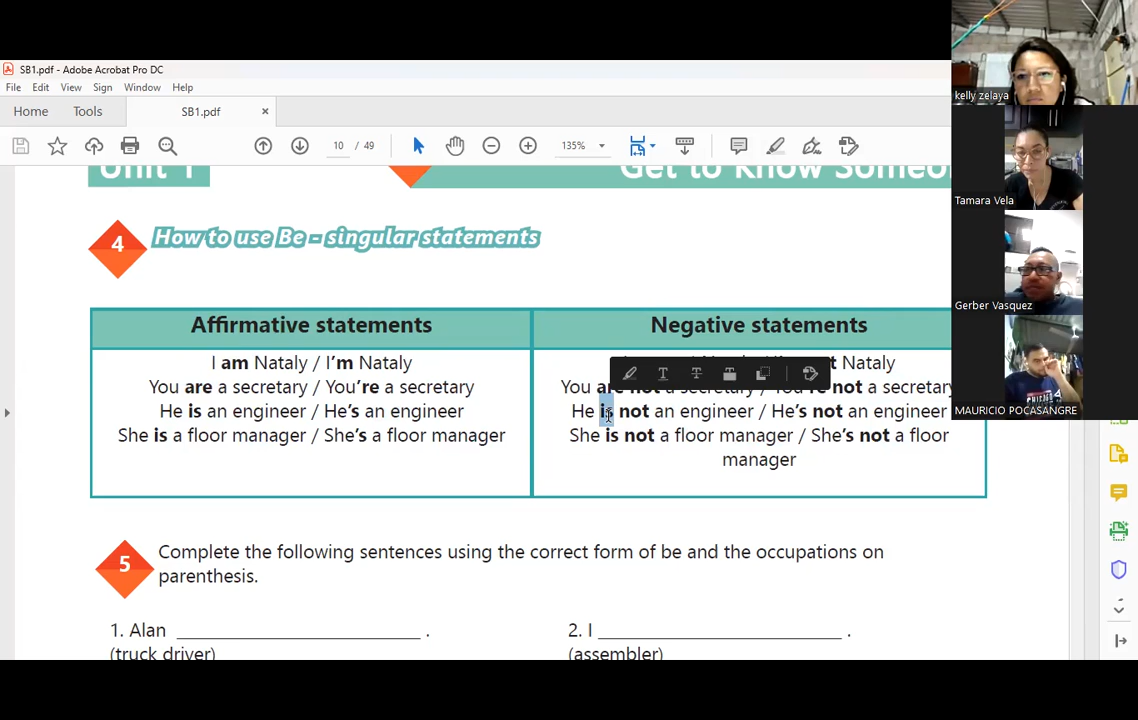 SB1.pdf - Adobe Acrobat Pro DC
File Edit View Sign Window Help
Home Tools SB1.pdf ×
10 / 49 135%
Unit 1 Get to Know Someo
4 How to use Be - singular statements
Affirmative statements
I am Nataly / I'm Nataly
You are a secretary / You're a secretary
He is an engineer / He's an engineer
She is a floor manager / She's a floor manager
Negative statements
Nataly
You are not a secretary / You're not a secretary
He is not an engineer / He's not an engineer
She is not a floor manager / She's not a floor
manager
5 Complete the following sentences using the correct form of be and the occupations on
parenthesis.
1. Alan ______________________ .
(truck driver)
2. I ______________________ .
(assembler)
kelly zelaya
Tamara Vela
Gerber Vasquez
MAURICIO POCASANGRE